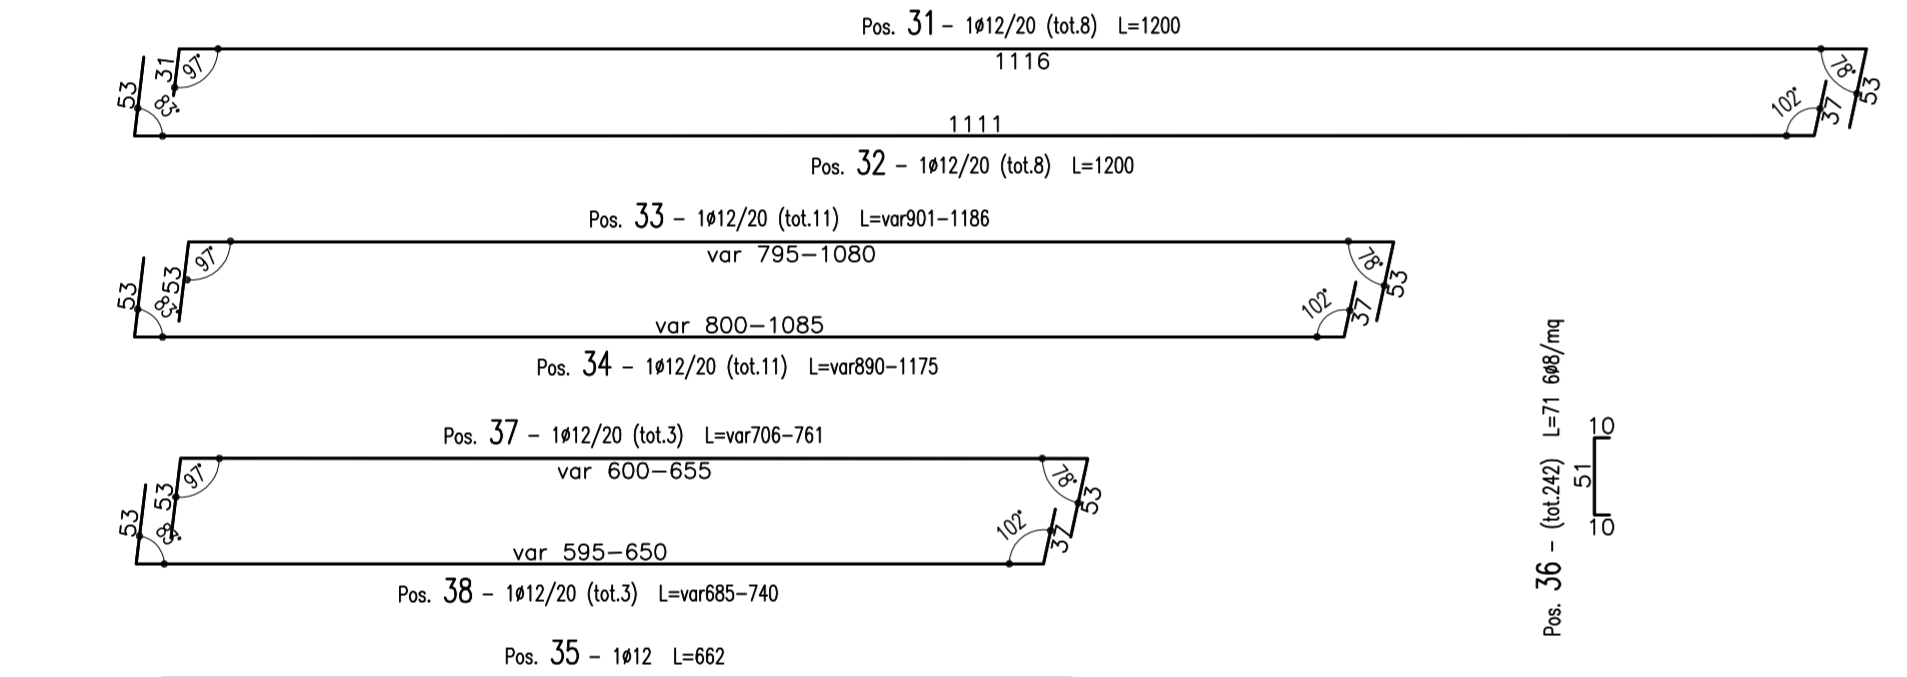 Pos. 31 - 1ø12/20 (tot.8) L=1200
31 97° 1116 78° 53
53 83° 1111 102° 37
Pos. 32 - 1ø12/20 (tot.8) L=1200
Pos. 33 - 1ø12/20 (tot.11) L=var901-1186
53 97° var 795-1080 78° 53
53 83° var 800-1085 102° 37
Pos. 34 - 1ø12/20 (tot.11) L=var890-1175
Pos. 37 - 1ø12/20 (tot.3) L=var706-761
53 97° var 600-655 78° 53
53 83° var 595-650 102° 37
Pos. 38 - 1ø12/20 (tot.3) L=var685-740
Pos. 35 - 1ø12 L=662
Pos. 36 - (tot.242) L=71 6ø8/mq
10
51
10